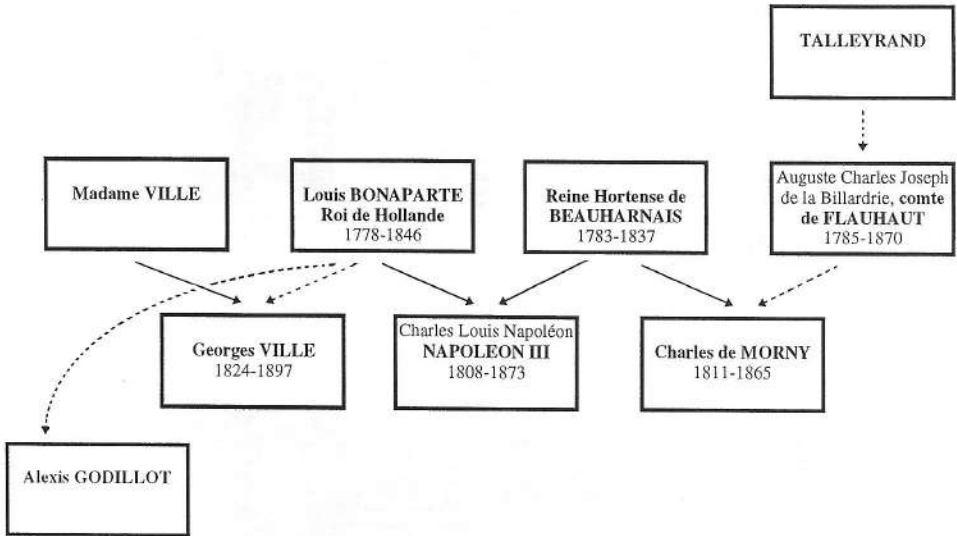 TALLEYRAND
Madame VILLE
Louis BONAPARTE
Roi de Hollande
1778-1846
Reine Hortense de
BEAUHARNAIS
1783-1837
Auguste Charles Joseph
de la Billardrie, comte
de FLAUHAUT
1785-1870
Georges VILLE
1824-1897
Charles Louis Napoléon
NAPOLEON III
1808-1873
Charles de MORNY
1811-1865
Alexis GODILLOT